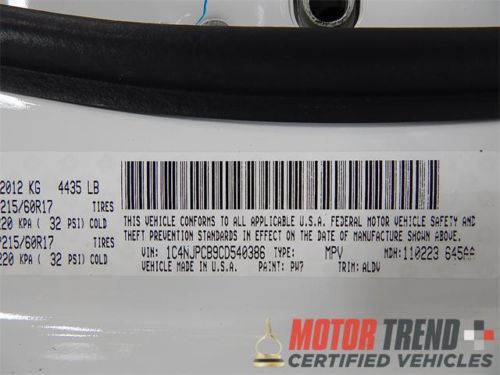 2012 KG 4435 LB
215/60R17 TIRES
220 KPA ( 32 PSI) COLD
P215/60R17 TIRES
220 KPA ( 32 PSI) COLD
THIS VEHICLE CONFORMS TO ALL APPLICABLE U.S.A. FEDERAL MOTOR VEHICLE SAFETY,
BUMPER, AND THEFT PREVENTION STANDARDS IN EFFECT ON THE DATE OF MANUFACTURE SHOWN ABOVE.
VIN: 1C4NJPCB9CD540386 TYPE: MPV MDH: 110223 645AA
VEHICLE MADE IN U.S.A. PAINT: PW7 TRIM: ALDV
MOTOR TREND
CERTIFIED VEHICLES